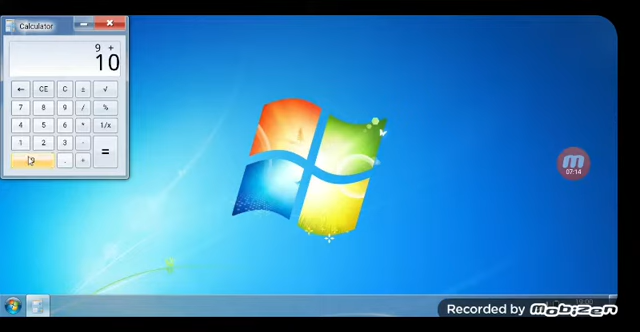 Calculator
9 +
10
← CE C ± √
7 8 9 / %
4 5 6 * 1/x
1 2 3 - =
0 . +
07:14
Recorded by Mobizen